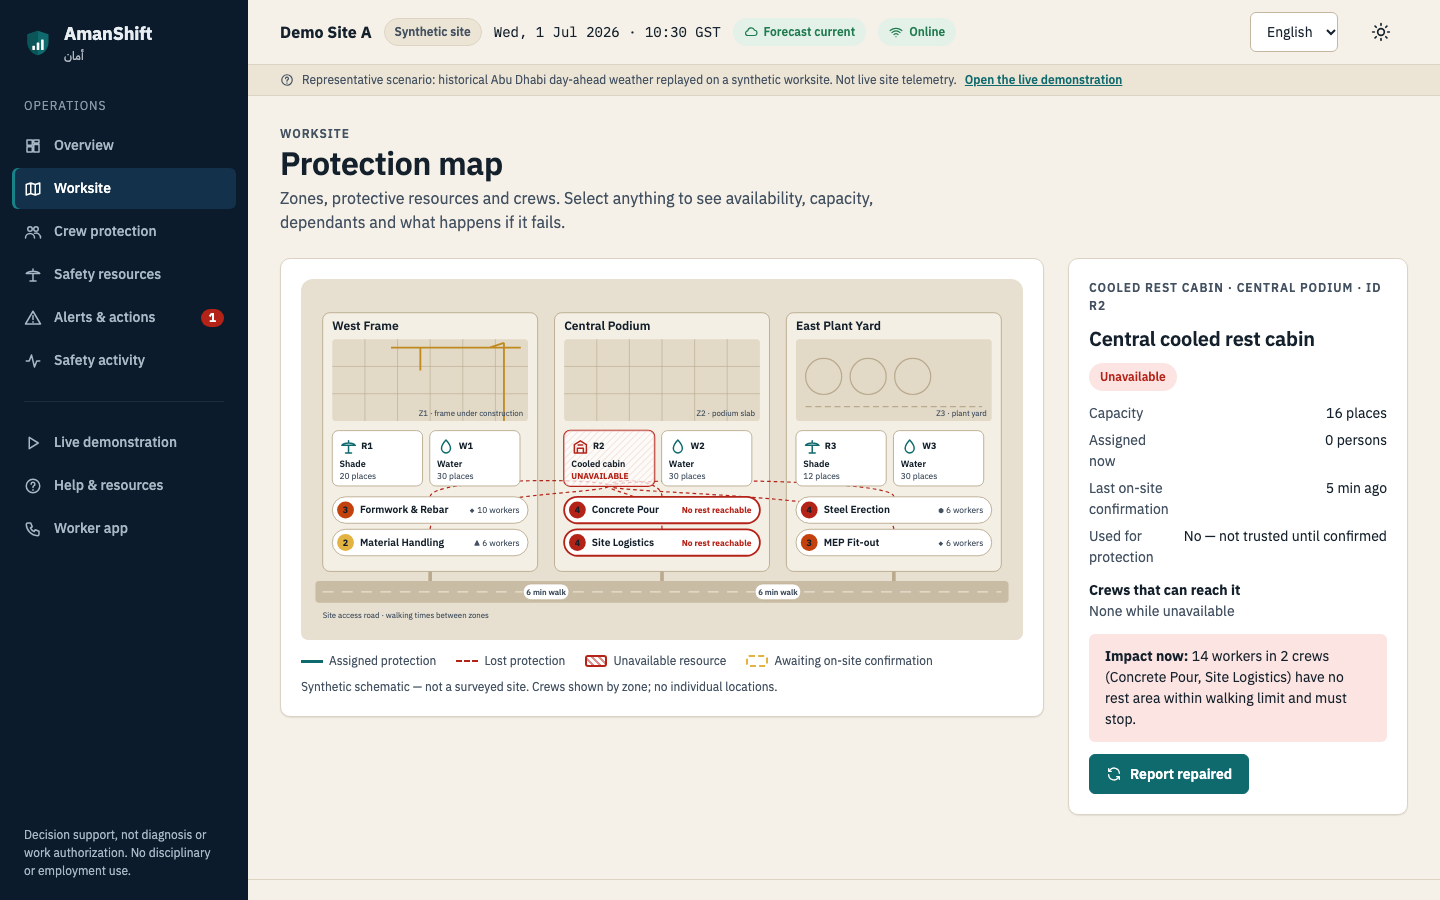 AmanShift
أمان
OPERATIONS
Overview
Worksite
Crew protection
Safety resources
Alerts & actions
1
Safety activity
Live demonstration
Help & resources
Worker app
Decision support, not diagnosis or
work authorization. No disciplinary
or employment use.
Demo Site A
Synthetic site
Wed, 1 Jul 2026 · 10:30 GST
Forecast current
Online
English
Representative scenario: historical Abu Dhabi day-ahead weather replayed on a synthetic worksite. Not live site telemetry. Open the live demonstration
WORKSITE
Protection map
Zones, protective resources and crews. Select anything to see availability, capacity,
dependants and what happens if it fails.
West Frame
Z1 · frame under construction
R1
Shade
20 places
W1
Water
30 places
3 Formwork & Rebar ◆ 10 workers
2 Material Handling ▲ 6 workers
Central Podium
Z2 · podium slab
R2
Cooled cabin
UNAVAILABLE
W2
Water
30 places
4 Concrete Pour No rest reachable
4 Site Logistics No rest reachable
East Plant Yard
Z3 · plant yard
R3
Shade
12 places
W3
Water
30 places
4 Steel Erection ● 6 workers
3 MEP Fit-out ◆ 6 workers
6 min walk
6 min walk
Site access road · walking times between zones
Assigned protection
Lost protection
Unavailable resource
Awaiting on-site confirmation
Synthetic schematic — not a surveyed site. Crews shown by zone; no individual locations.
COOLED REST CABIN · CENTRAL PODIUM · ID
R2
Central cooled rest cabin
Unavailable
Capacity 16 places
Assigned 0 persons
now
Last on-site 5 min ago
confirmation
Used for No — not trusted until confirmed
protection
Crews that can reach it
None while unavailable
Impact now: 14 workers in 2 crews
(Concrete Pour, Site Logistics) have no
rest area within walking limit and must
stop.
Report repaired